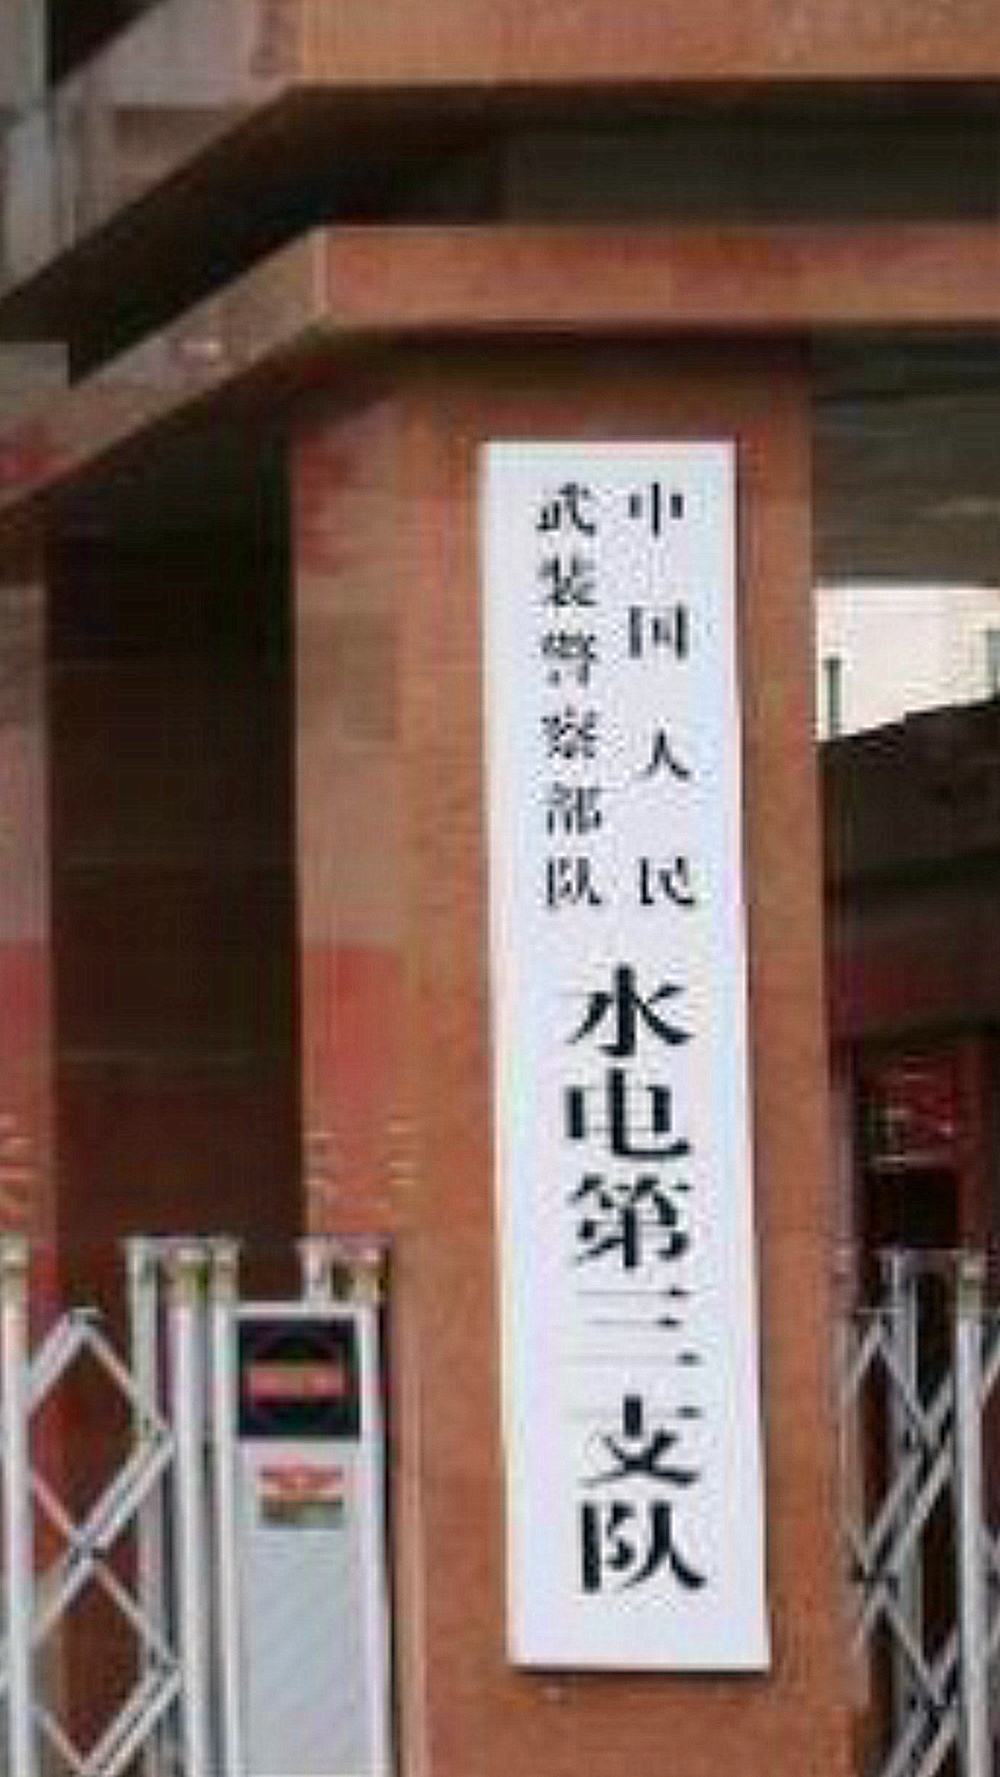 中国人民
武装警察部队
水电第三支队